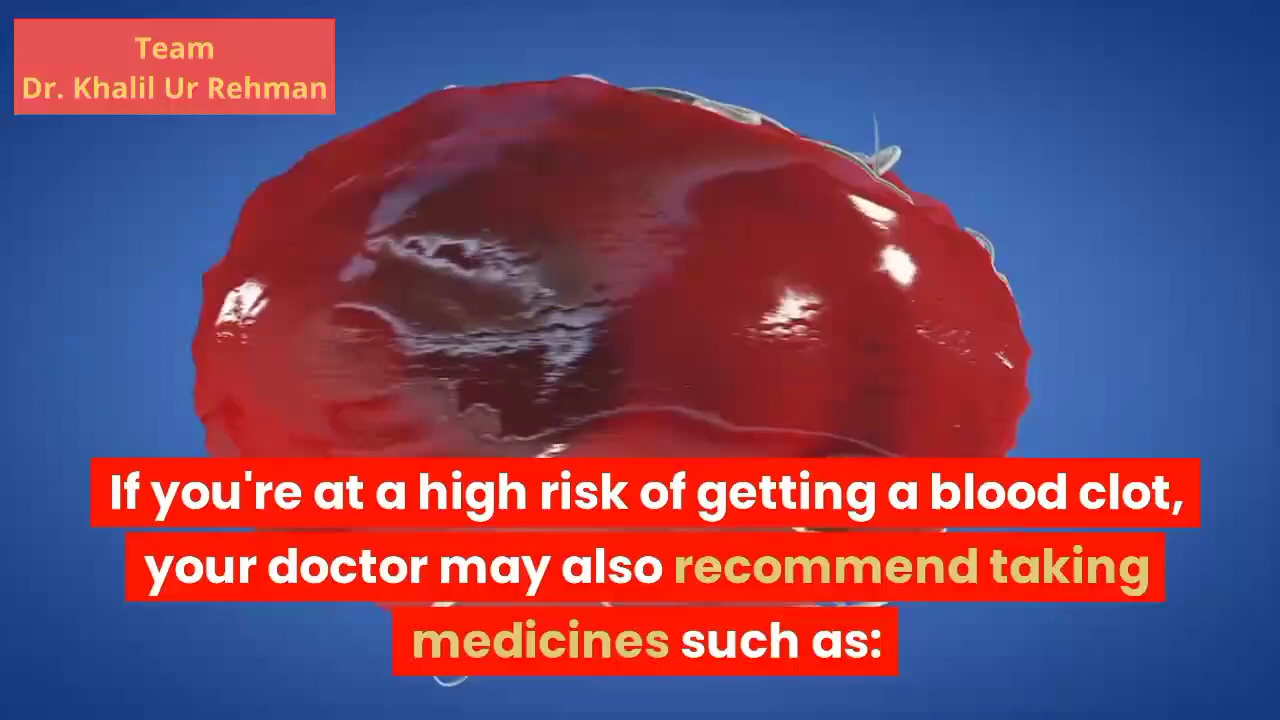 Team
Dr. Khalil Ur Rehman
If you're at a high risk of getting a blood clot,
your doctor may also recommend taking
medicines such as: